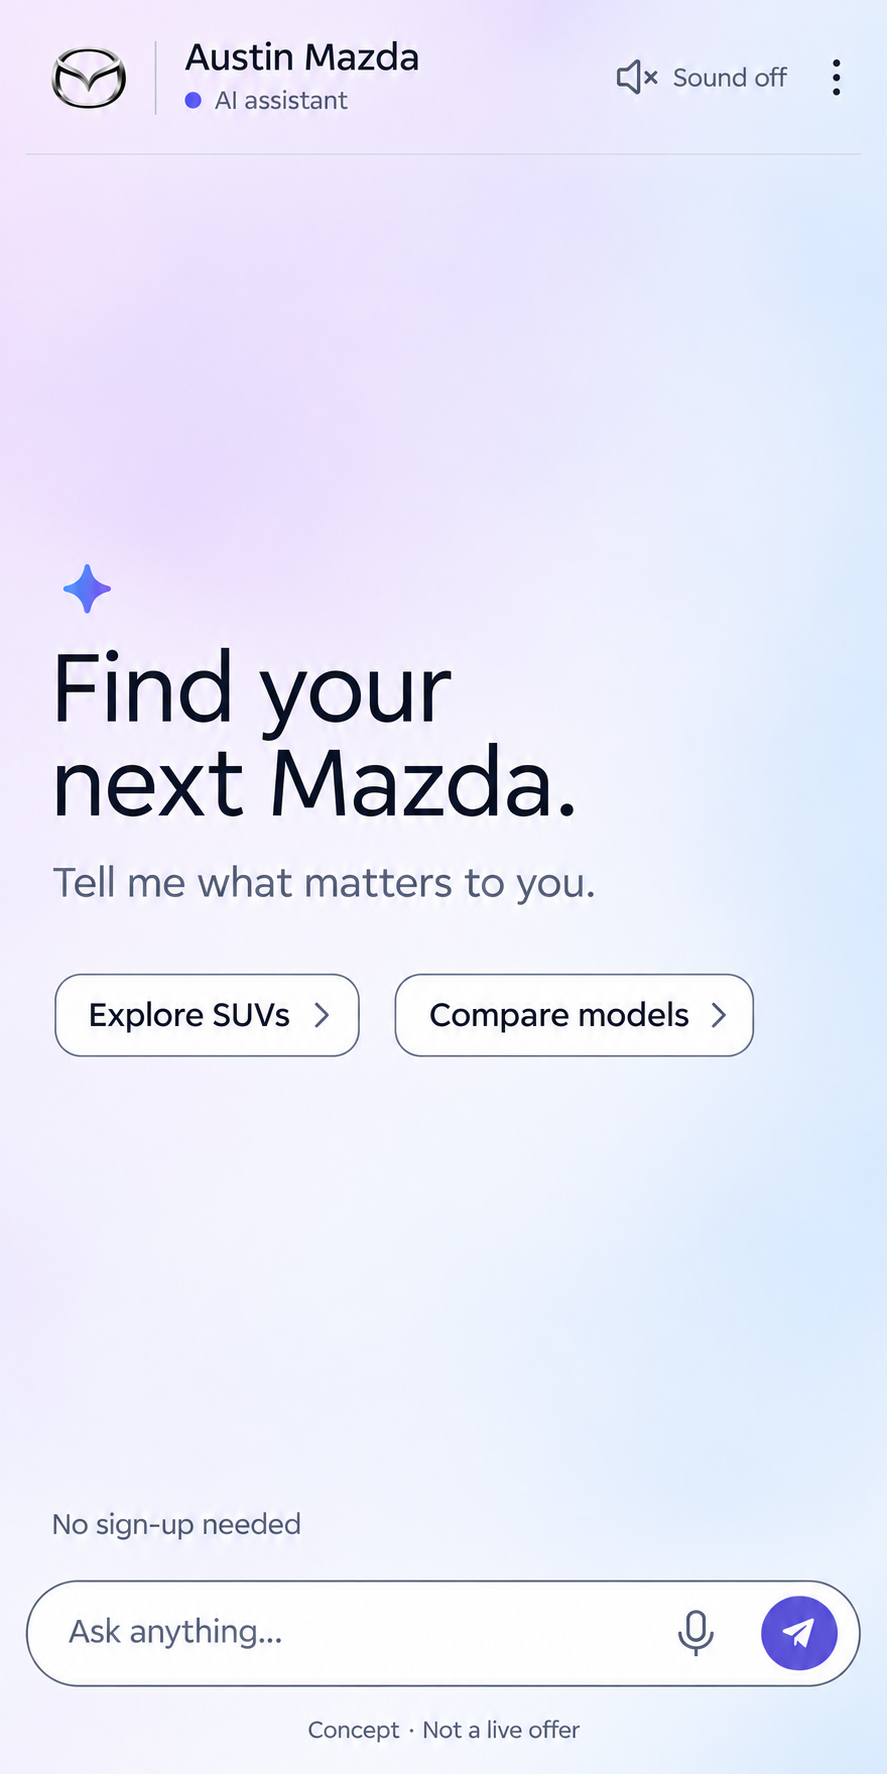 Austin Mazda
AI assistant
Sound off
Find your
next Mazda.
Tell me what matters to you.
Explore SUVs
Compare models
No sign-up needed
Ask anything...
Concept · Not a live offer